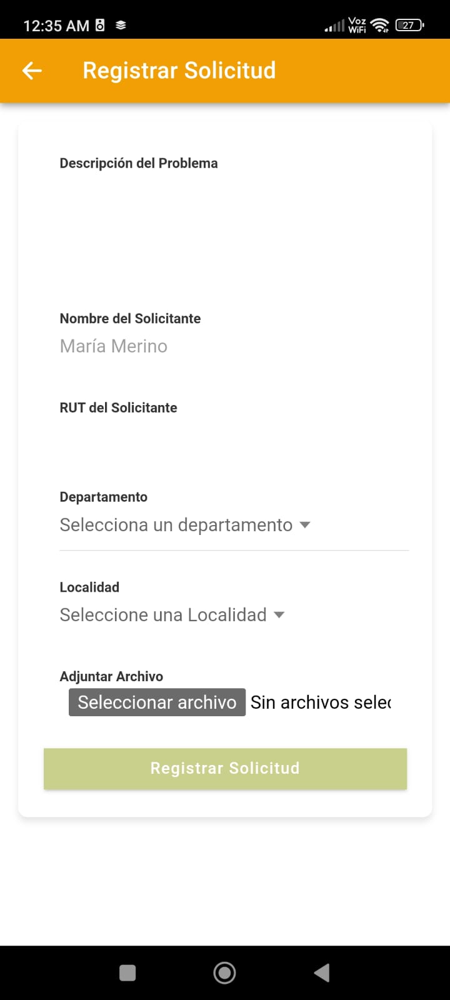 12:35 AM
Voz
WiFi
27
Registrar Solicitud
Descripción del Problema
Nombre del Solicitante
María Merino
RUT del Solicitante
Departamento
Selecciona un departamento
Localidad
Seleccione una Localidad
Adjuntar Archivo
Seleccionar archivo Sin archivos selec
Registrar Solicitud